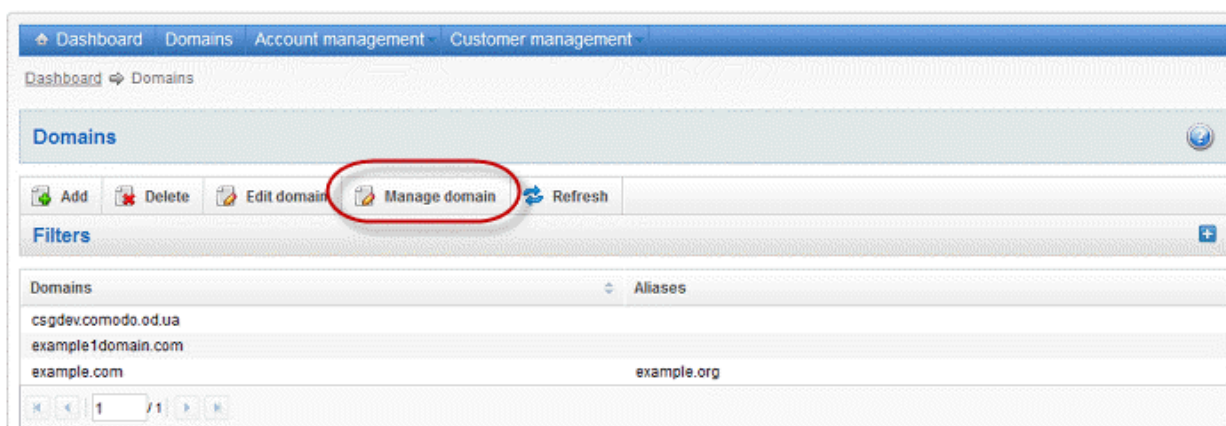 Dashboard Domains Account management Customer management
Dashboard Domains
Domains
Add Delete Edit domain Manage domain Refresh
Filters
Domains Aliases
csgdev.comodo.od.ua
example1domain.com
example.com example.org
1 / 1